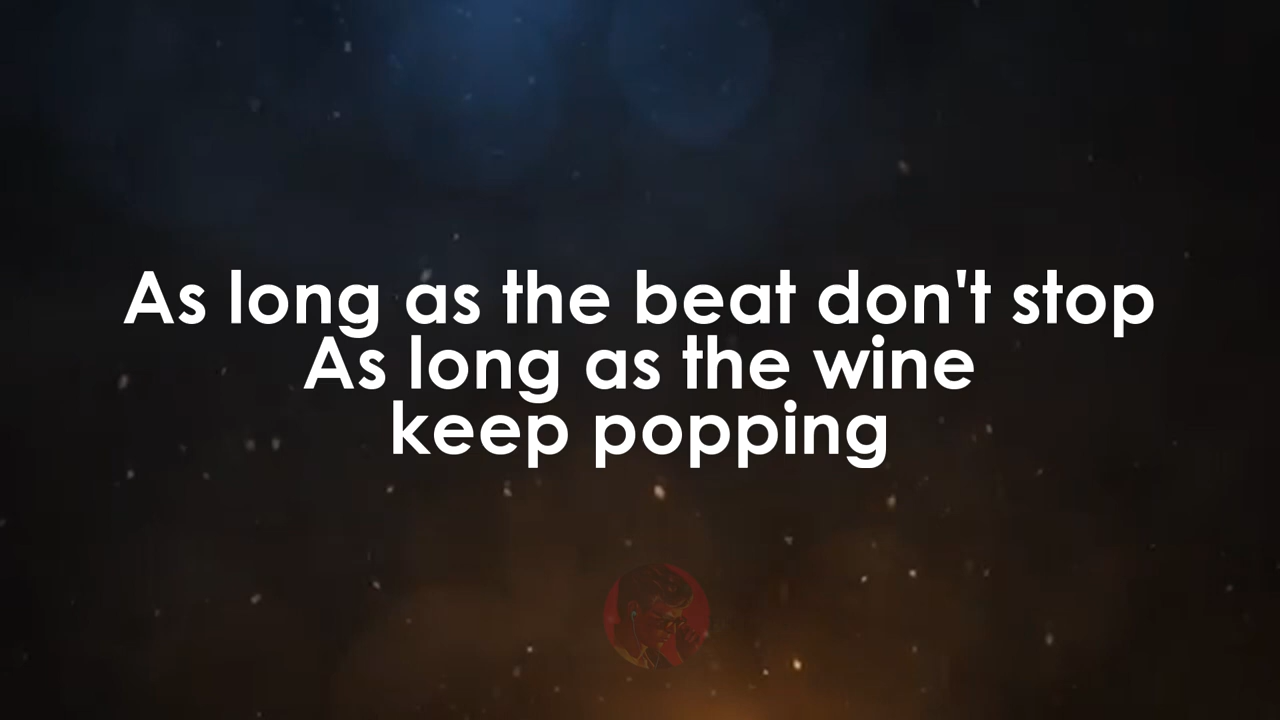 As long as the beat don't stop
As long as the wine
keep popping